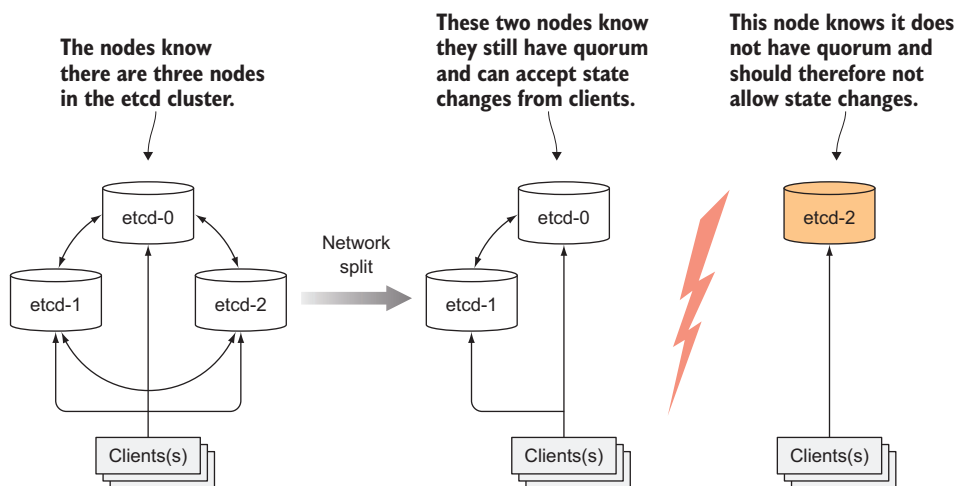 The nodes know
there are three nodes
in the etcd cluster.
These two nodes know
they still have quorum
and can accept state
changes from clients.
This node knows it does
not have quorum and
should therefore not
allow state changes.
etcd-0
etcd-1
etcd-2
Clients(s)
Network
split
etcd-0
etcd-1
Clients(s)
etcd-2
Clients(s)